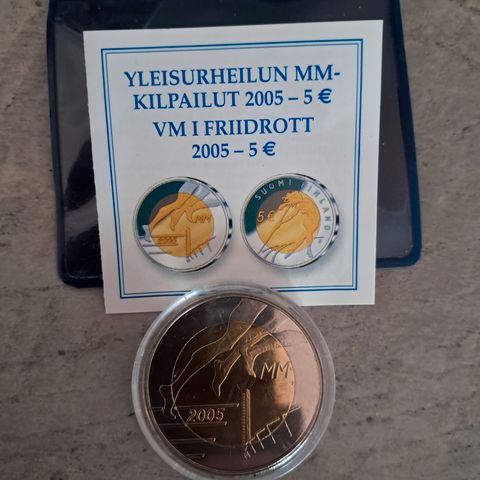 YLEISURHEILUN MM-
KILPAILUT 2005 – 5 €
VM I FRIIDROTT
2005 – 5 €
MM
2005
SUOMI FINLAND
5€
MM
2005